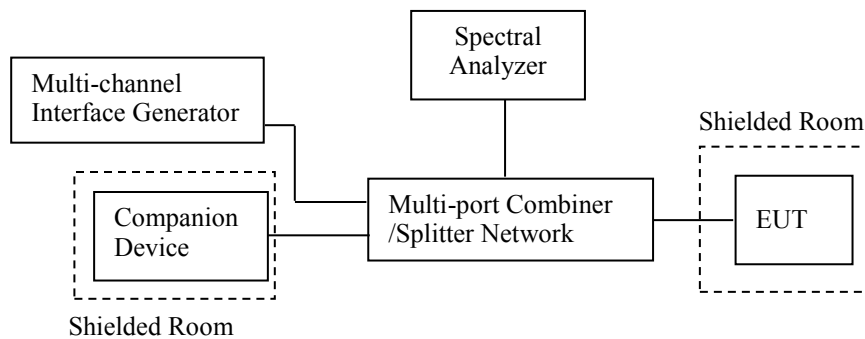 Spectral
Analyzer
Multi-channel
Interface Generator
Shielded Room
Companion
Device
Multi-port Combiner
/Splitter Network
EUT
Shielded Room